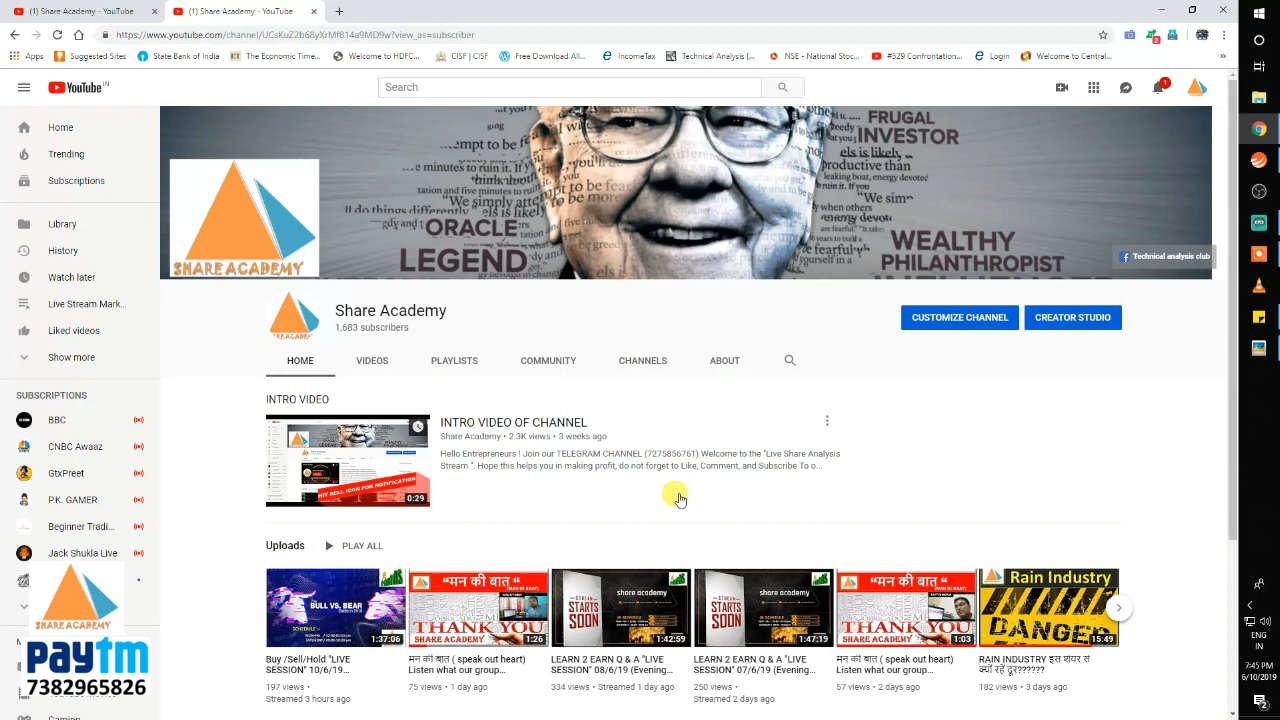 (1) Share Academy - YouTube
(1) Share Academy - YouTube
https://www.youtube.com/channel/UCsKuZ2b68yXrMf814a9MD9w?view_as=subscriber
Apps
Suggested Sites
State Bank of India
The Economic Time...
Welcome to HDFC...
CISF | CISF
Free Download All...
IncomeTax
Technical Analysis [...
NSE - National Stoc...
#529 Confrontation...
Login
Welcome to Central...
YouTube IN
Search
1
Home
Trending
Subscriptions
Library
History
Watch later
Live Stream Mark...
Liked videos
Show more
SUBSCRIPTIONS
BBC
CNBC Awaaz
GtxPreet
P.K. GAMER
Beginner Tradi...
Jack Shukla Live
SHARE ACADEMY
paytm
7382965826
SHARE ACADEMY
ORACLE
LEGEND
FRUGAL
INVESTOR
WEALTHY
PHILANTHROPIST
Technical analysis club
Share Academy
1,683 subscribers
CUSTOMIZE CHANNEL
CREATOR STUDIO
HOME
VIDEOS
PLAYLISTS
COMMUNITY
CHANNELS
ABOUT
INTRO VIDEO
HIT BELL ICON FOR NOTIFICATION
0:29
INTRO VIDEO OF CHANNEL
Share Academy • 2.3K views • 3 weeks ago
Hello Entrepreneurs ! Join our TELEGRAM CHANNEL (7275856761) Welcome to the "Live Share Analysis
Stream ". Hope this helps you in making profit, do not forget to Like, Comment, and Subscribe To o...
Uploads
PLAY ALL
BULL VS. BEAR
SCHEDULE :
1:37:06
Buy /Sell/Hold "LIVE
SESSION" 10/6/19...
197 views •
Streamed 3 hours ago
"मन की बात "
THANK YOU
SHARE ACADEMY
1:26
मन की बात ( speak out heart)
Listen what our group...
75 views • 1 day ago
STREAM
STARTS
SOON
share academy
1:42:59
LEARN 2 EARN Q & A "LIVE
SESSION" 08/6/19 (Evening...
334 views • Streamed 1 day ago
STREAM
STARTS
SOON
share academy
1:47:19
LEARN 2 EARN Q & A "LIVE
SESSION" 07/6/19 (Evening...
250 views •
Streamed 2 days ago
"मन की बात "
THANK YOU
SHARE ACADEMY
1:03
मन की बात ( speak out heart)
Listen what our group...
57 views • 2 days ago
Rain Industry
DANGER
15:49
RAIN INDUSTRY इस शेयर से
क्यों रहें दूर??????
182 views • 3 days ago
ENG
IN
7:45 PM
6/10/2019
2